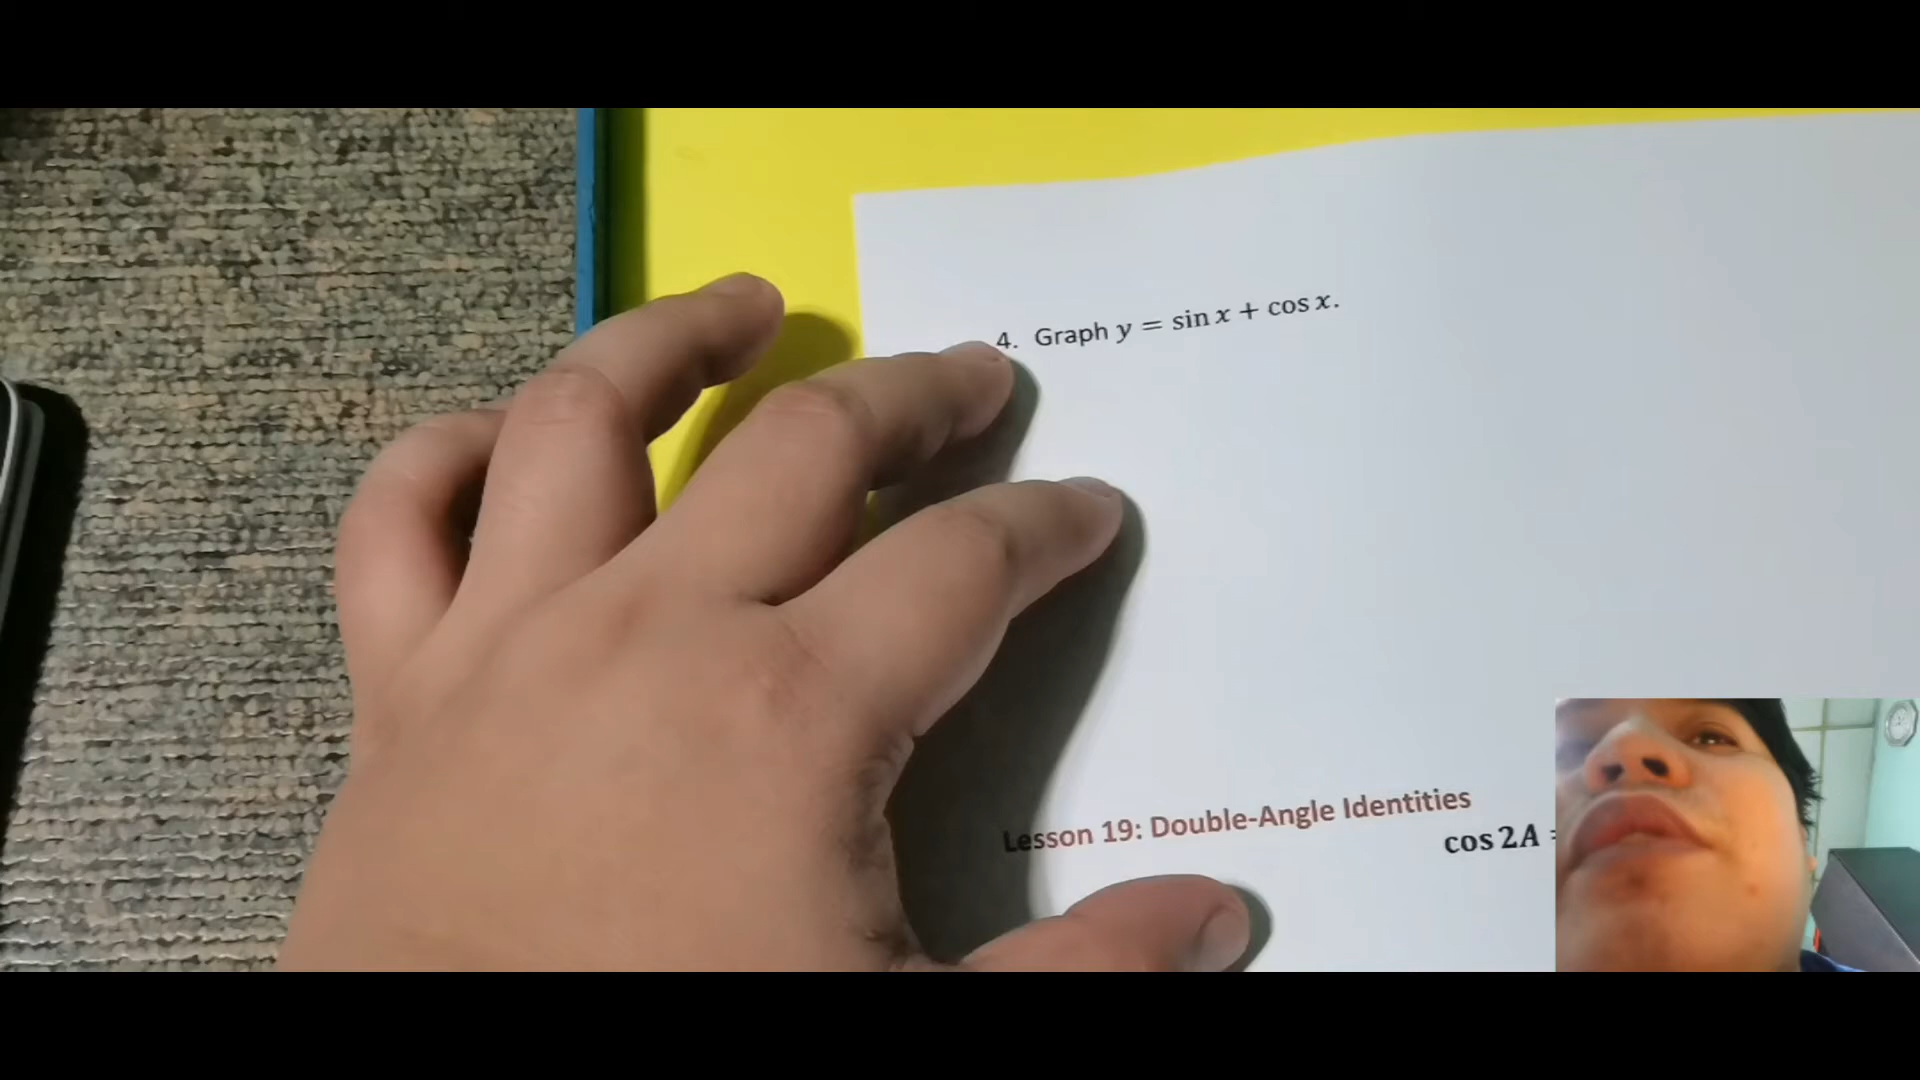 4. Graph y = sin x + cos x.
Lesson 19: Double-Angle Identities
cos 2A =